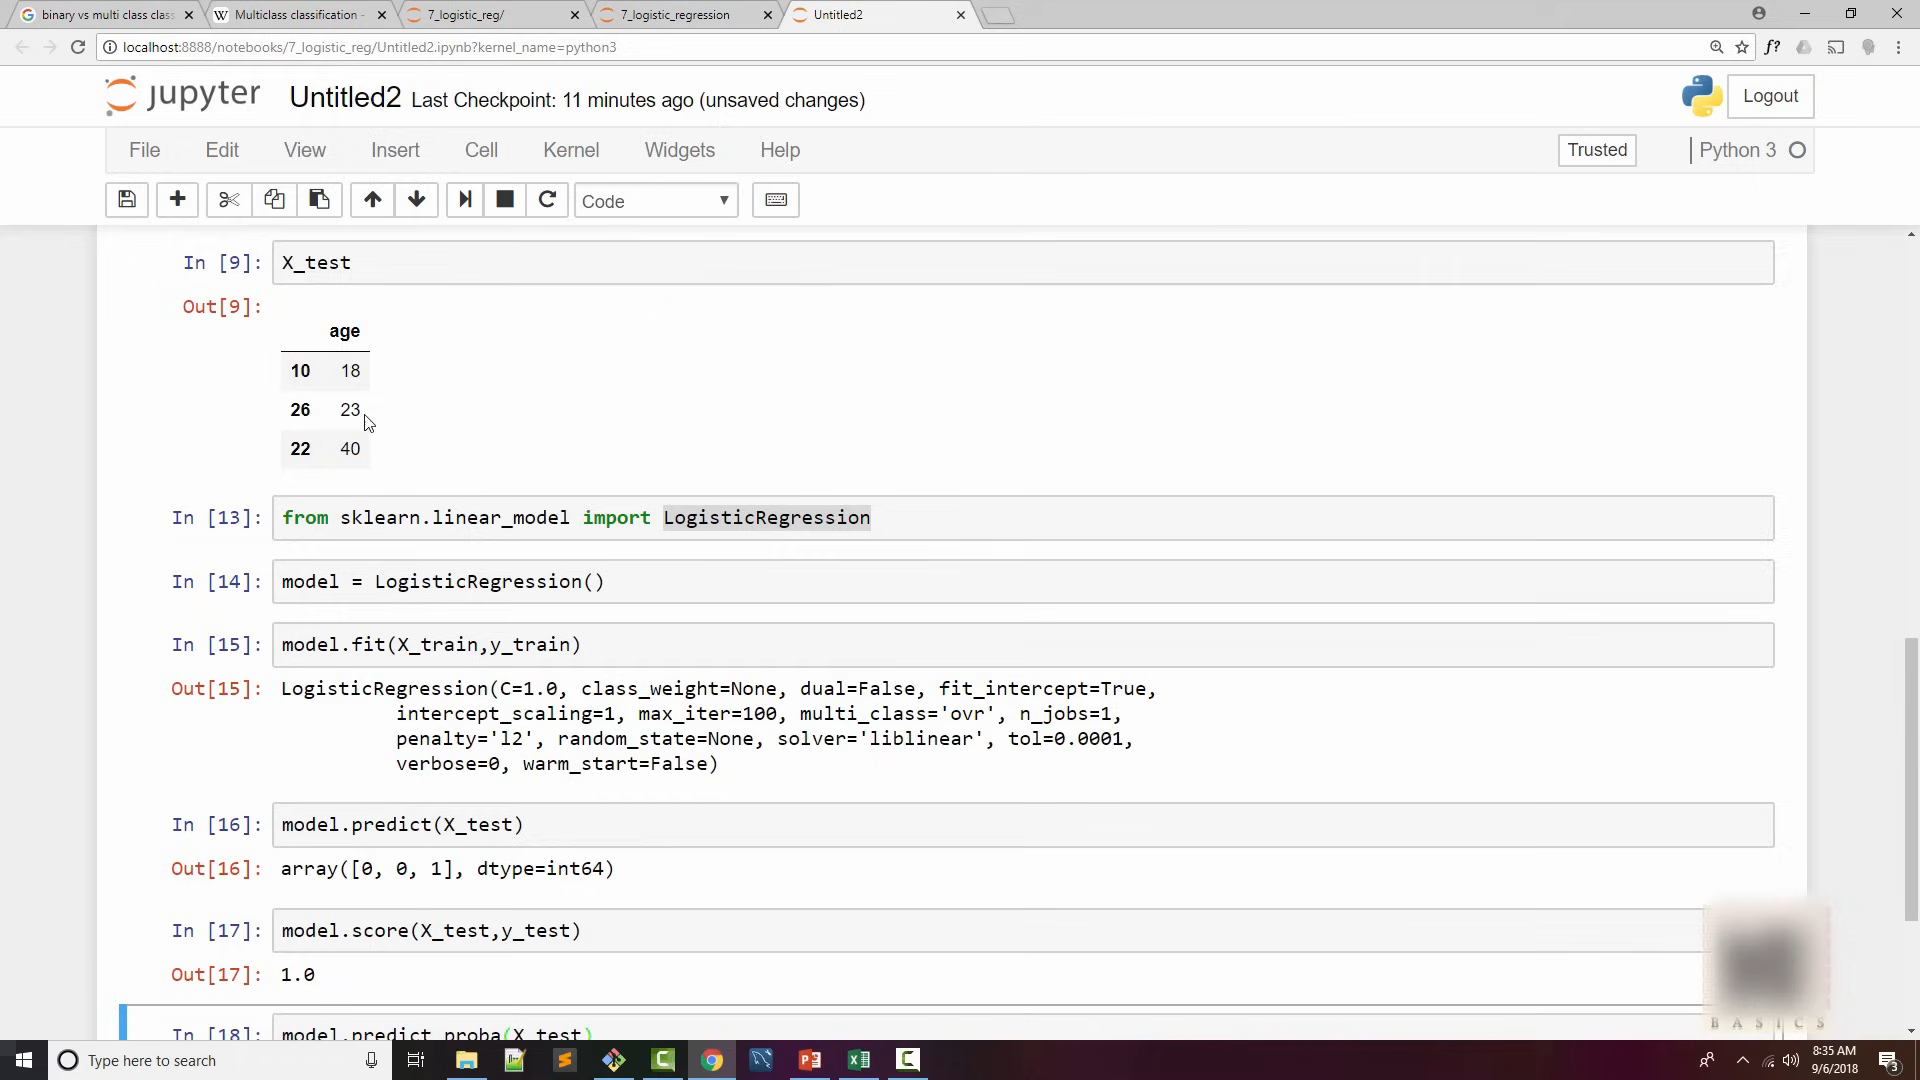 binary vs multi class class
Multiclass classification -
7_logistic_reg/
7_logistic_regression
Untitled2
localhost:8888/notebooks/7_logistic_reg/Untitled2.ipynb?kernel_name=python3
jupyter Untitled2 Last Checkpoint: 11 minutes ago (unsaved changes)
Logout
File Edit View Insert Cell Kernel Widgets Help
Trusted
Python 3
Code
In [9]: X_test
Out[9]:
age
10 18
26 23
22 40
In [13]: from sklearn.linear_model import LogisticRegression
In [14]: model = LogisticRegression()
In [15]: model.fit(X_train,y_train)
Out[15]: LogisticRegression(C=1.0, class_weight=None, dual=False, fit_intercept=True,
intercept_scaling=1, max_iter=100, multi_class='ovr', n_jobs=1,
penalty='l2', random_state=None, solver='liblinear', tol=0.0001,
verbose=0, warm_start=False)
In [16]: model.predict(X_test)
Out[16]: array([0, 0, 1], dtype=int64)
In [17]: model.score(X_test,y_test)
Out[17]: 1.0
In [18]: model.predict_proba(X_test)
BASICS
Type here to search
8:35 AM
9/6/2018
3